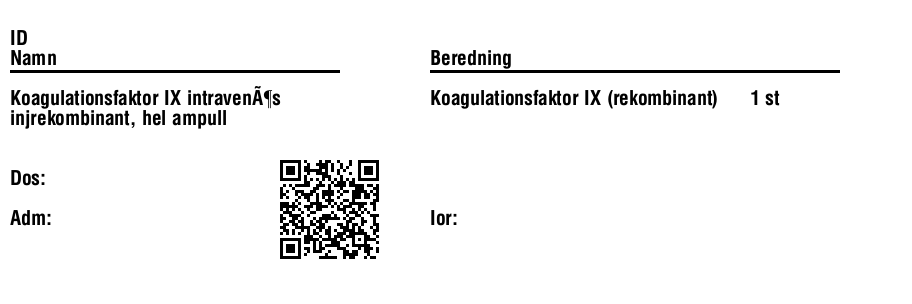 ID
Namn
Beredning
Koagulationsfaktor IX intravenÃ¶s
injrekombinant, hel ampull
Koagulationsfaktor IX (rekombinant) 1 st
Dos:
Adm:
Ior: